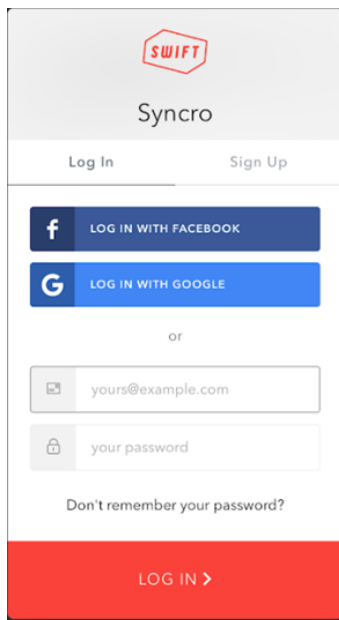 SWIFT
Syncro
Log In Sign Up
f LOG IN WITH FACEBOOK
G LOG IN WITH GOOGLE
or
yours@example.com
your password
Don't remember your password?
LOG IN >